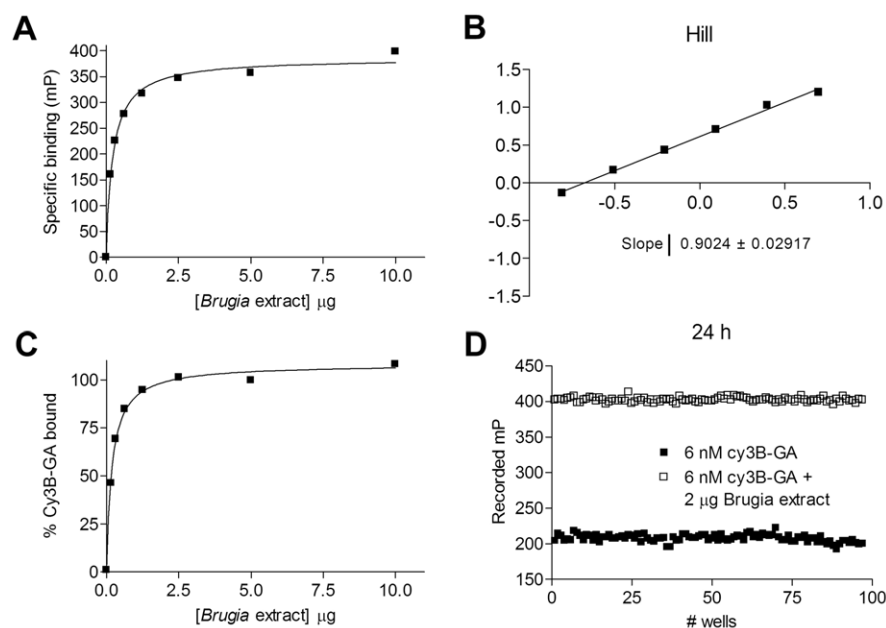 A
400
350
300
250
200
150
100
50
0
0.0 2.5 5.0 7.5 10.0
Specific binding (mP)
[Brugia extract] μg
B
Hill
1.5
1.0
0.5
0.0
-0.5
-1.0
-1.5
-0.5 0.0 0.5 1.0
Slope 0.9024 ± 0.02917
C
100
75
50
25
0
0.0 2.5 5.0 7.5 10.0
% Cy3B-GA bound
[Brugia extract] μg
D
24 h
450
400
350
300
250
200
150
0 25 50 75 100
Recorded mP
6 nM cy3B-GA
6 nM cy3B-GA +
2 μg Brugia extract
# wells